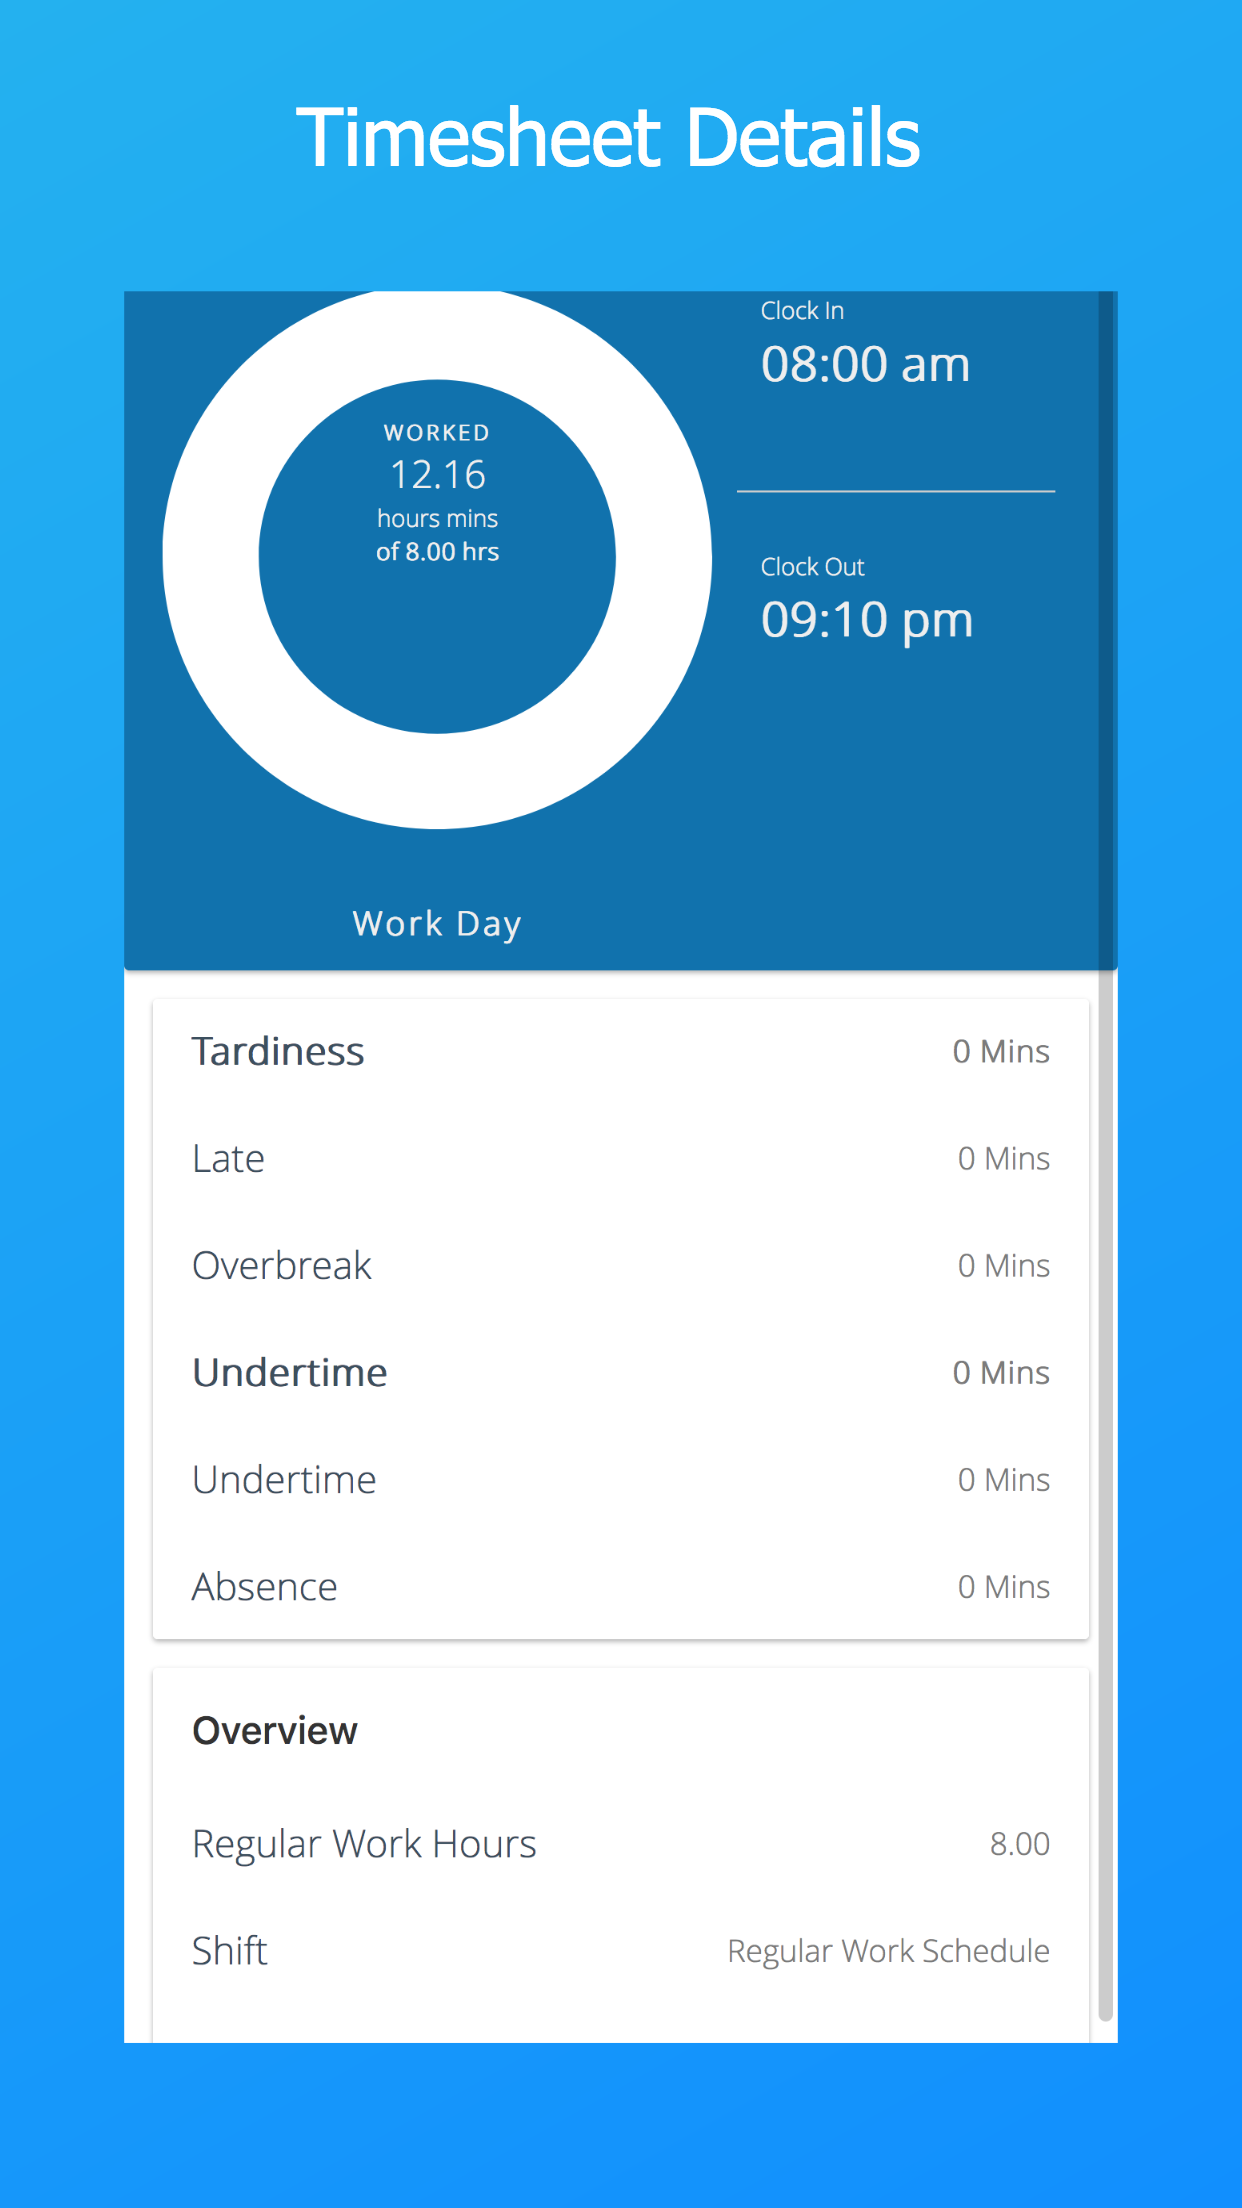 Timesheet Details
Clock In
08:00 am
WORKED
12.16
hours mins
of 8.00 hrs
Clock Out
09:10 pm
Work Day
Tardiness 0 Mins
Late 0 Mins
Overbreak 0 Mins
Undertime 0 Mins
Undertime 0 Mins
Absence 0 Mins
Overview
Regular Work Hours 8.00
Shift Regular Work Schedule